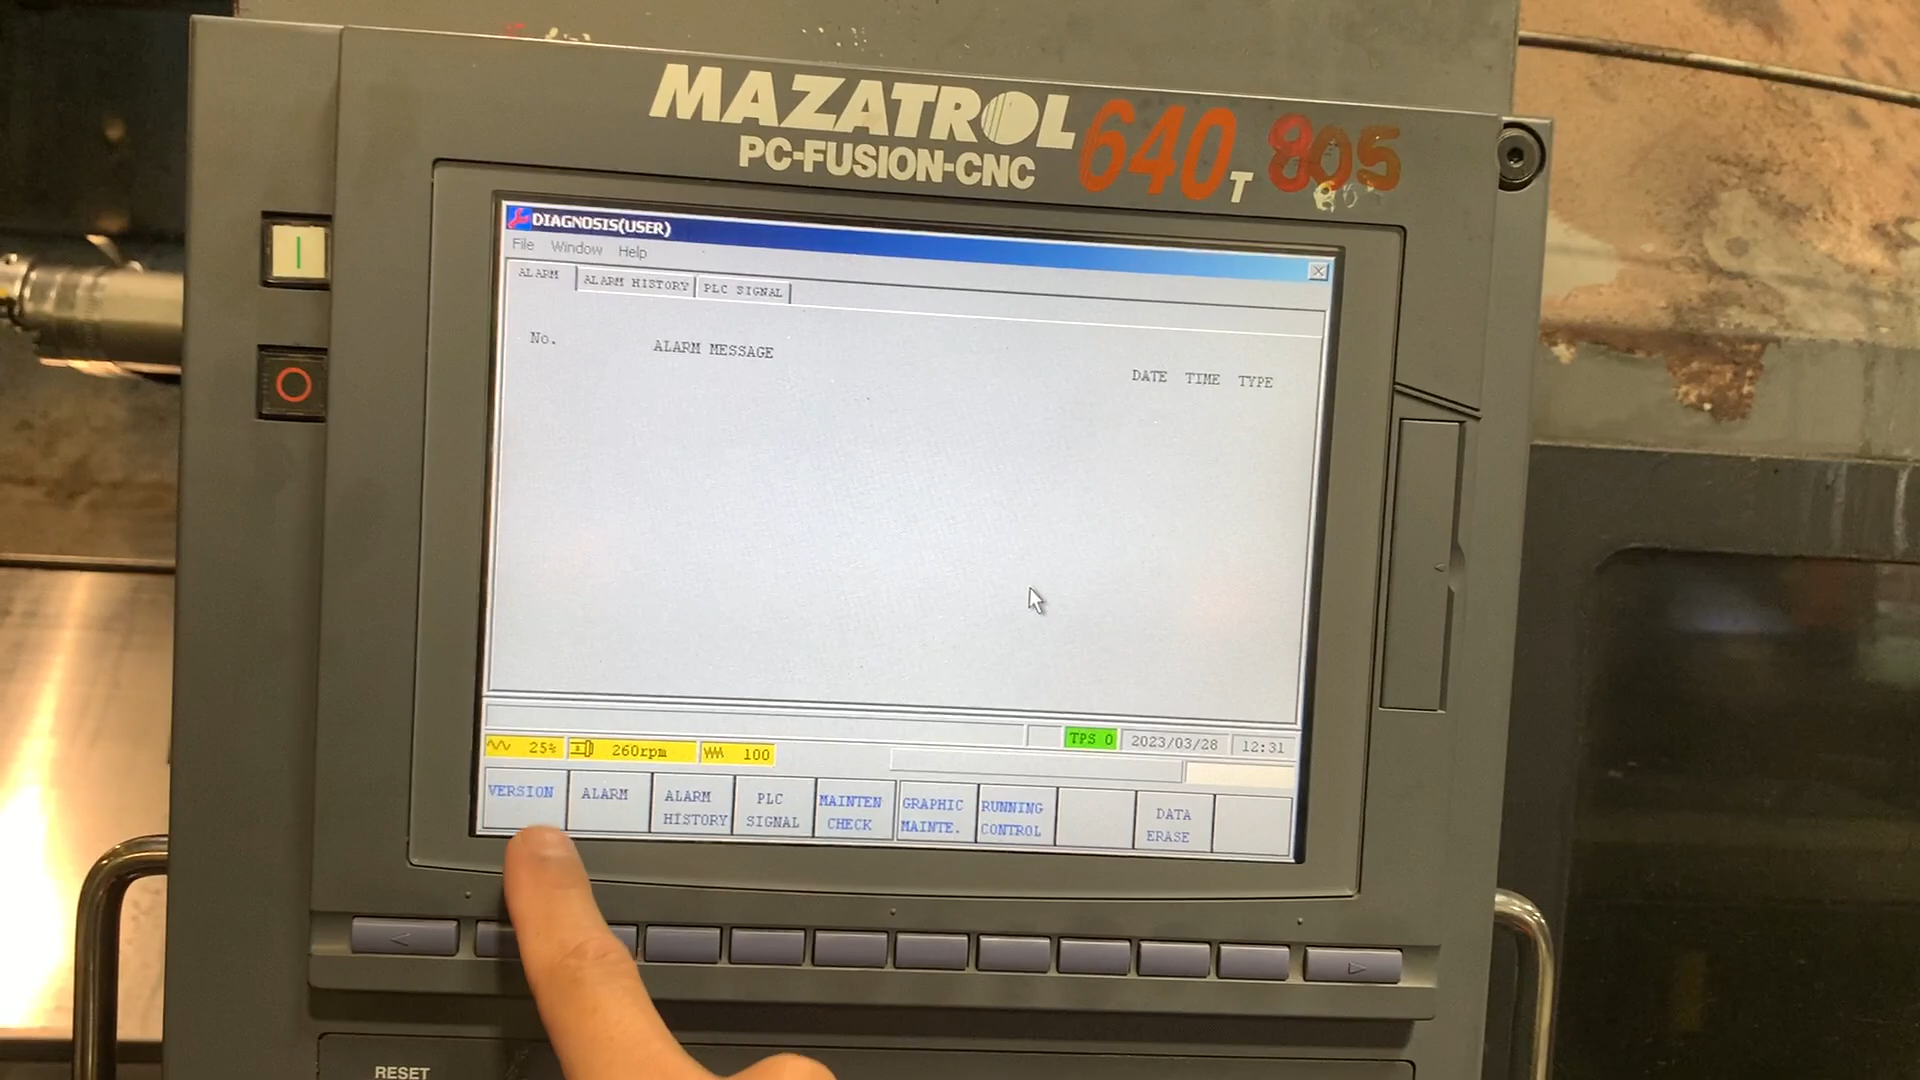 MAZATROL
PC-FUSION-CNC
640T
805
DIAGNOSIS(USER)
File Window Help
ALARM ALARM HISTORY PLC SIGNAL
No. ALARM MESSAGE DATE TIME TYPE
TPS 0 2023/03/28 12:31
25% 260rpm 100
VERSION
ALARM
ALARM HISTORY
PLC SIGNAL
MAINTEN CHECK
GRAPHIC MAINTE.
RUNNING CONTROL
DATA ERASE
RESET